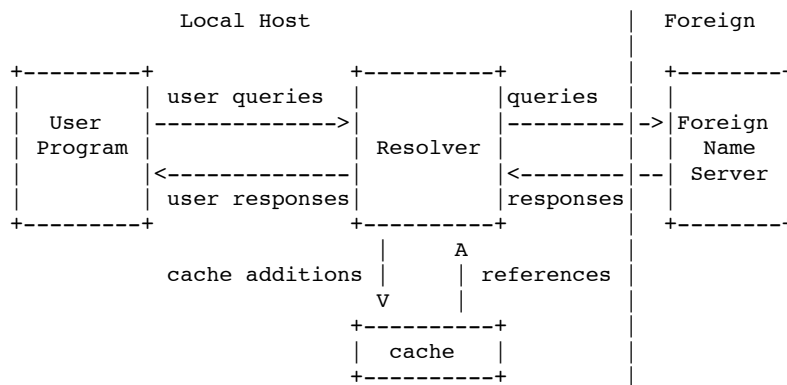 Local Host | Foreign
|
+---------+ +----------+ | +--------+
| | user queries | |queries | | |
| User |-------------->| |---------|->|Foreign |
| Program | | Resolver | | | Name |
| |<--------------| |<--------|--| Server |
| | user responses| |responses| | |
+---------+ +----------+ | +--------+
| A |
cache additions | | references |
V | |
+----------+ |
| cache | |
+----------+ |